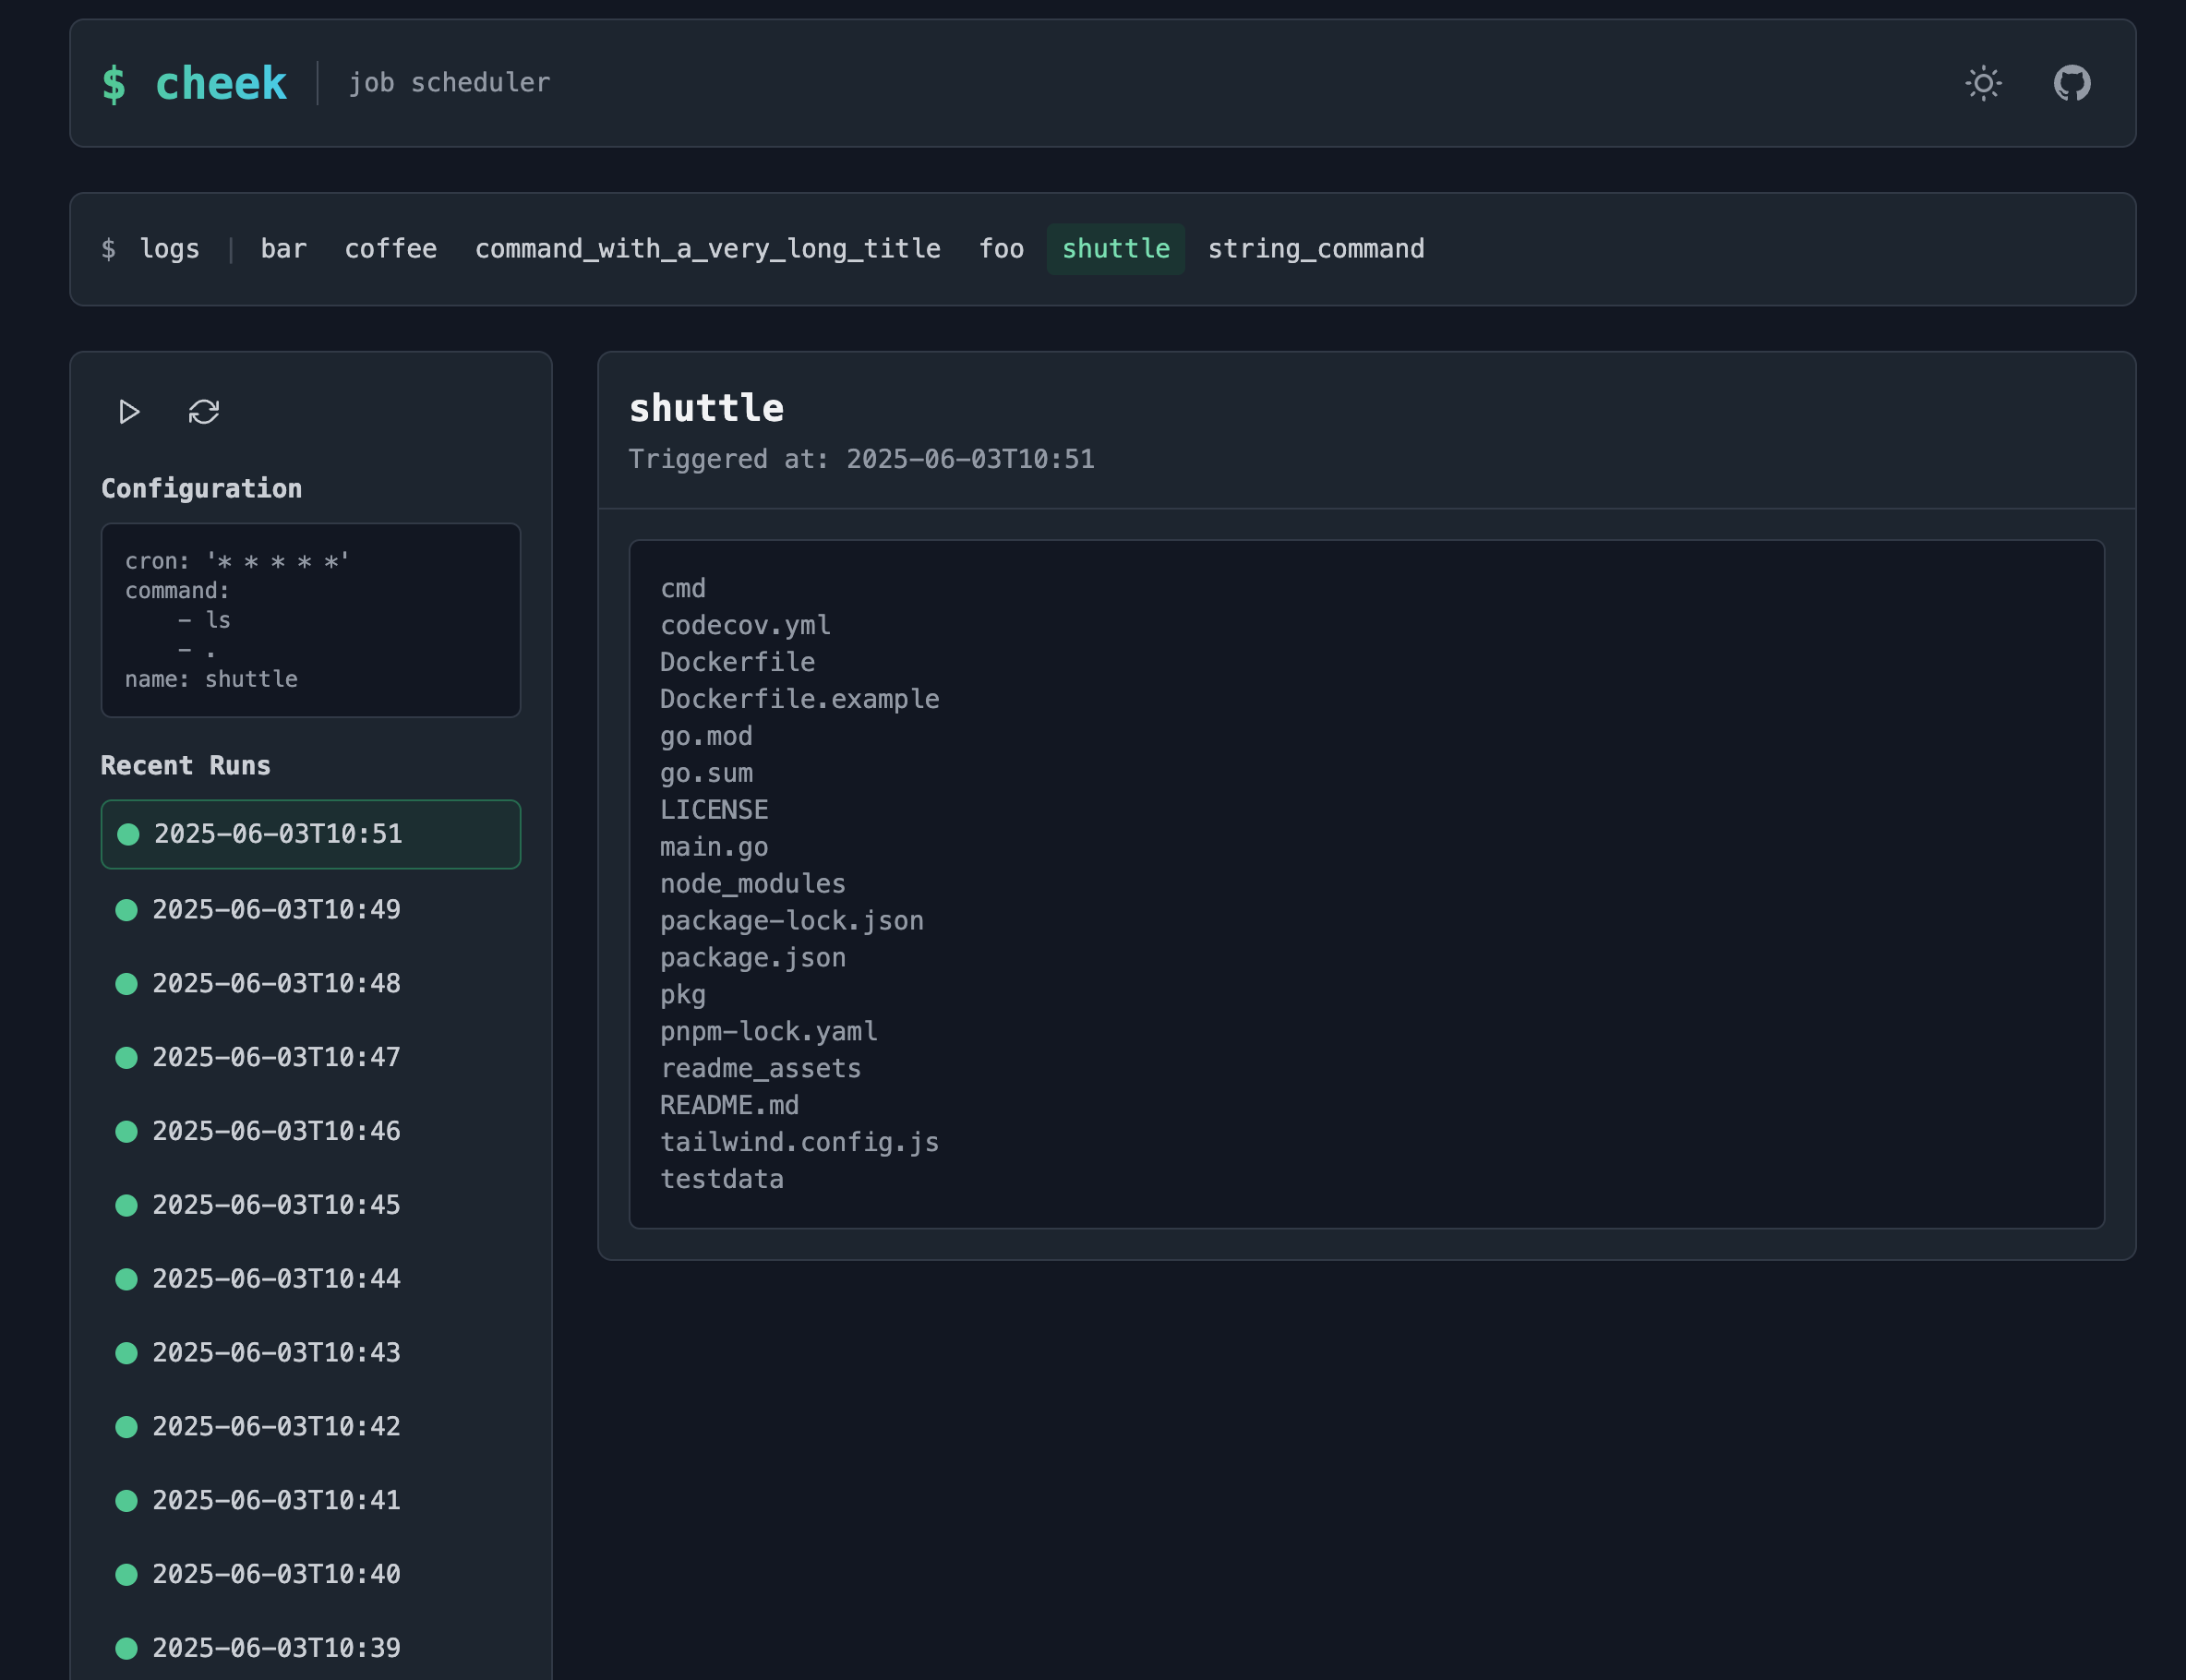 $ cheek | job scheduler
$ logs | bar coffee command_with_a_very_long_title foo shuttle string_command
Configuration
cron: '* * * * *'
command:
    - ls
    - .
name: shuttle
Recent Runs
2025-06-03T10:51
2025-06-03T10:49
2025-06-03T10:48
2025-06-03T10:47
2025-06-03T10:46
2025-06-03T10:45
2025-06-03T10:44
2025-06-03T10:43
2025-06-03T10:42
2025-06-03T10:41
2025-06-03T10:40
2025-06-03T10:39
shuttle
Triggered at: 2025-06-03T10:51
cmd
codecov.yml
Dockerfile
Dockerfile.example
go.mod
go.sum
LICENSE
main.go
node_modules
package-lock.json
package.json
pkg
pnpm-lock.yaml
readme_assets
README.md
tailwind.config.js
testdata